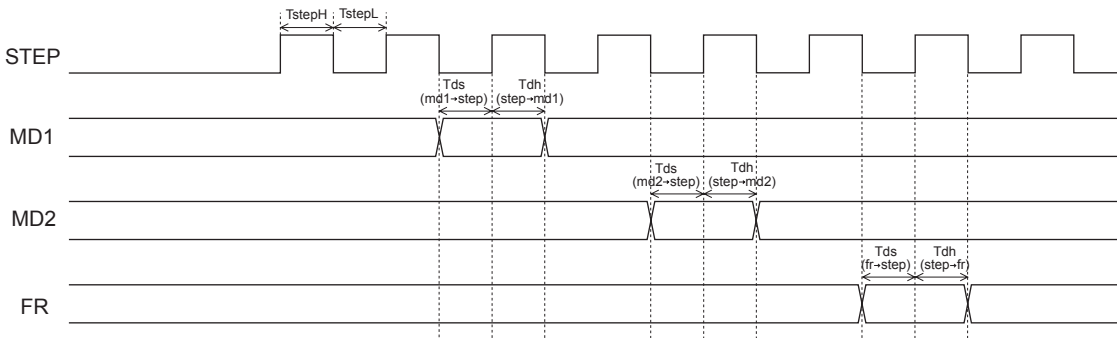 TstepH TstepL
STEP
Tds Tdh
(md1→step) (step→md1)
MD1
Tds Tdh
(md2→step) (step→md2)
MD2
Tds Tdh
(fr→step) (step→fr)
FR